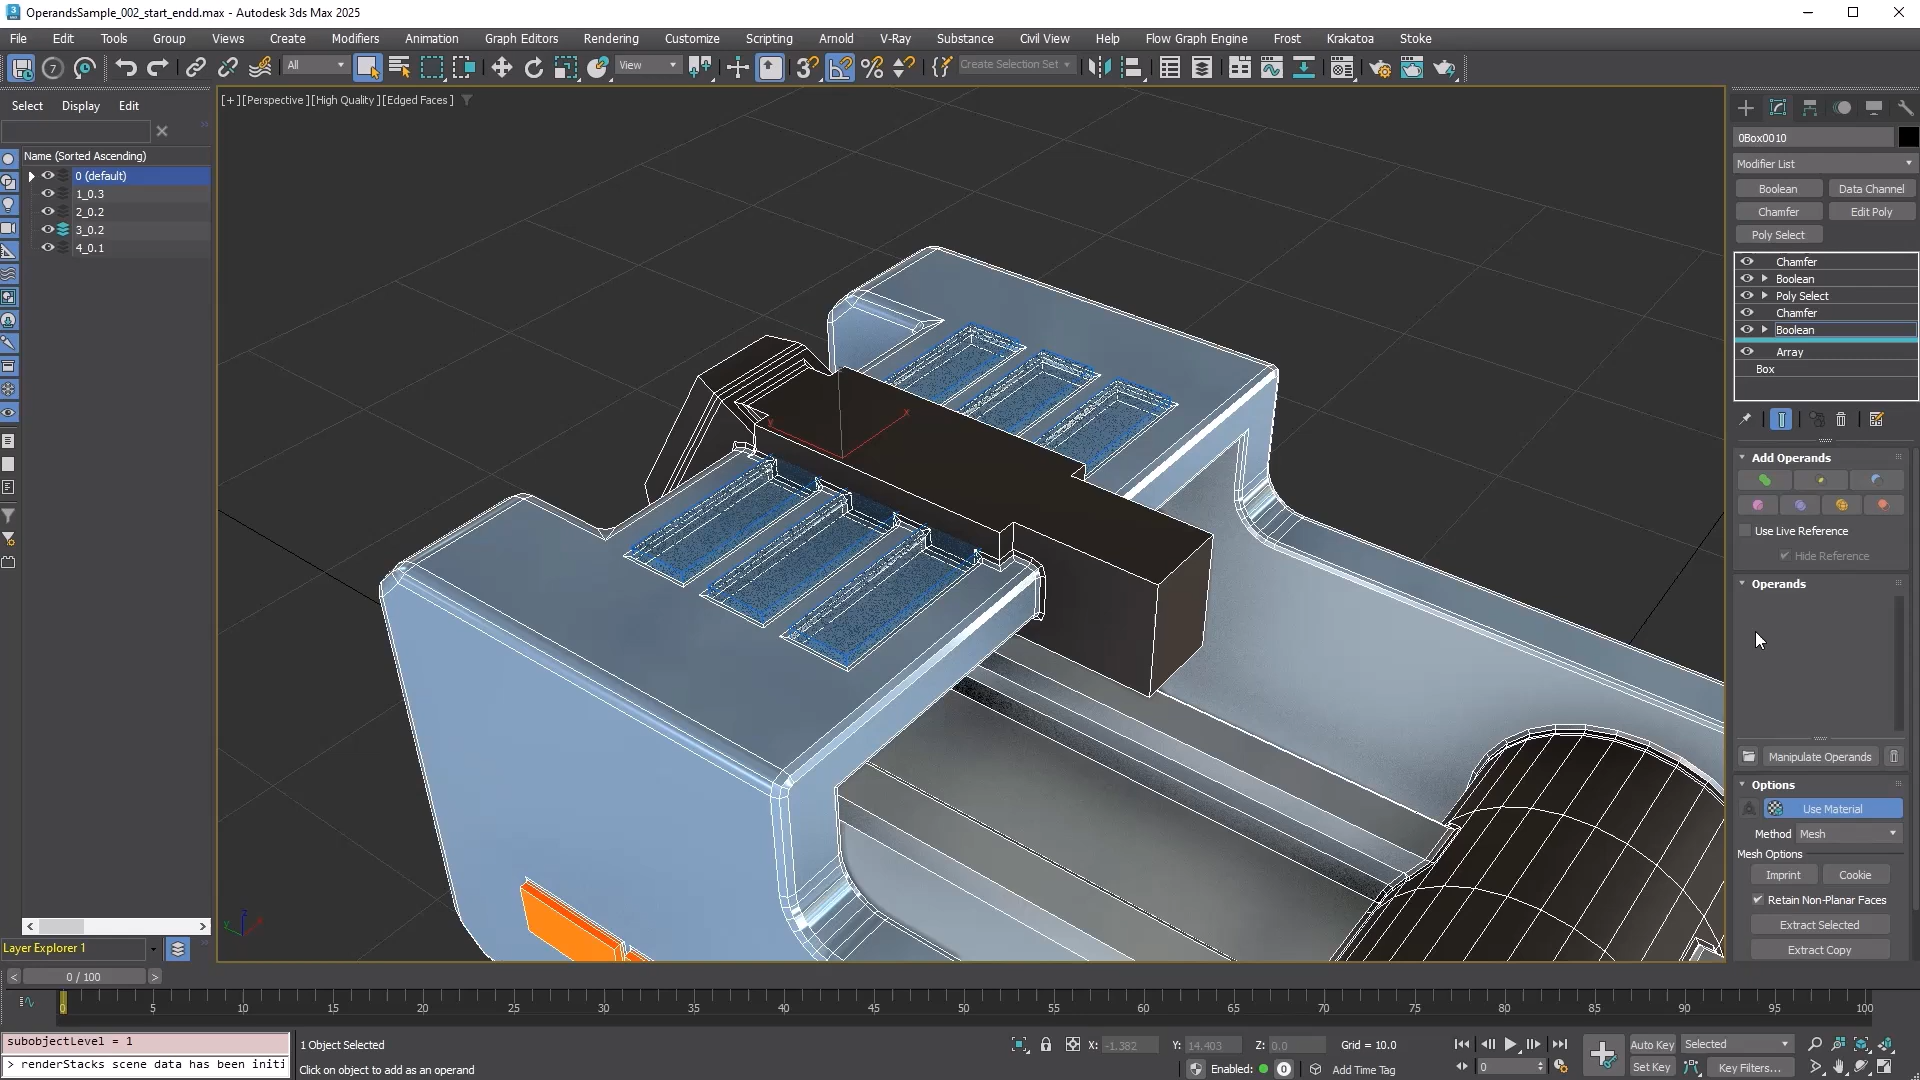 OperandsSample_002_start_endd.max - Autodesk 3ds Max 2025
File Edit Tools Group Views Create Modifiers Animation Graph Editors Rendering Customize Scripting Arnold V-Ray Substance Civil View Help Flow Graph Engine Frost Krakatoa Stoke
All View Create Selection Set
Select Display Edit
[+][Perspective][High Quality][Edged Faces]
Name (Sorted Ascending)
0 (default)
1_0.3
2_0.2
3_0.2
4_0.1
0Box0010
Modifier List
Boolean Data Channel
Chamfer Edit Poly
Poly Select
Chamfer
Boolean
Poly Select
Chamfer
Boolean
Array
Box
Add Operands
Use Live Reference
Hide Reference
Operands
Manipulate Operands
Options
Use Material
Method Mesh
Mesh Options
Imprint Cookie
Retain Non-Planar Faces
Extract Selected
Extract Copy
Layer Explorer 1
< 0 / 100 >
0 5 10 15 20 25 30 35 40 45 50 55 60 65 70 75 80 85 90 95 100
subobjectLevel = 1
> renderStacks scene data has been initi
1 Object Selected
Click on object to add as an operand
X: -1.382 Y: 14.403 Z: 0.0 Grid = 10.0
Enabled: 0 Add Time Tag
0
Auto Key Selected
Set Key Key Filters...